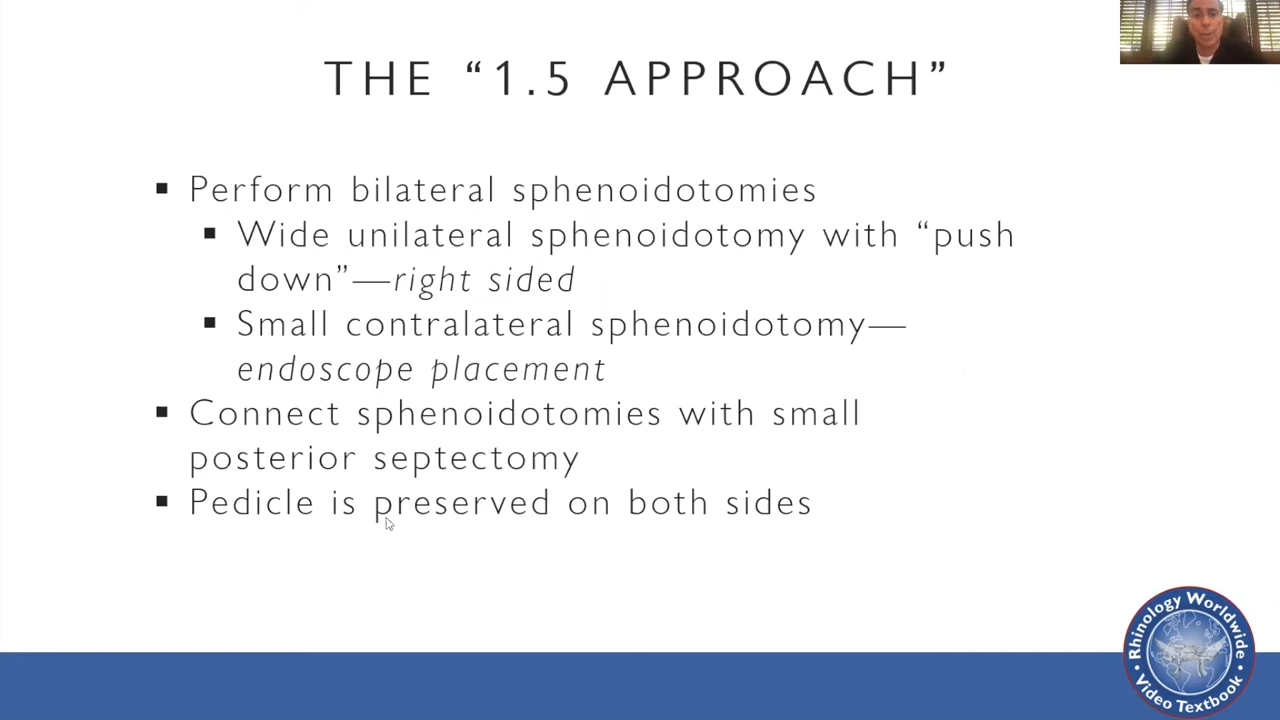 THE “1.5 APPROACH”
▪ Perform bilateral sphenoidotomies
▪ Wide unilateral sphenoidotomy with “push
down”—right sided
▪ Small contralateral sphenoidotomy—
endoscope placement
▪ Connect sphenoidotomies with small
posterior septectomy
▪ Pedicle is preserved on both sides
Rhinology Worldwide
• Video Textbook •